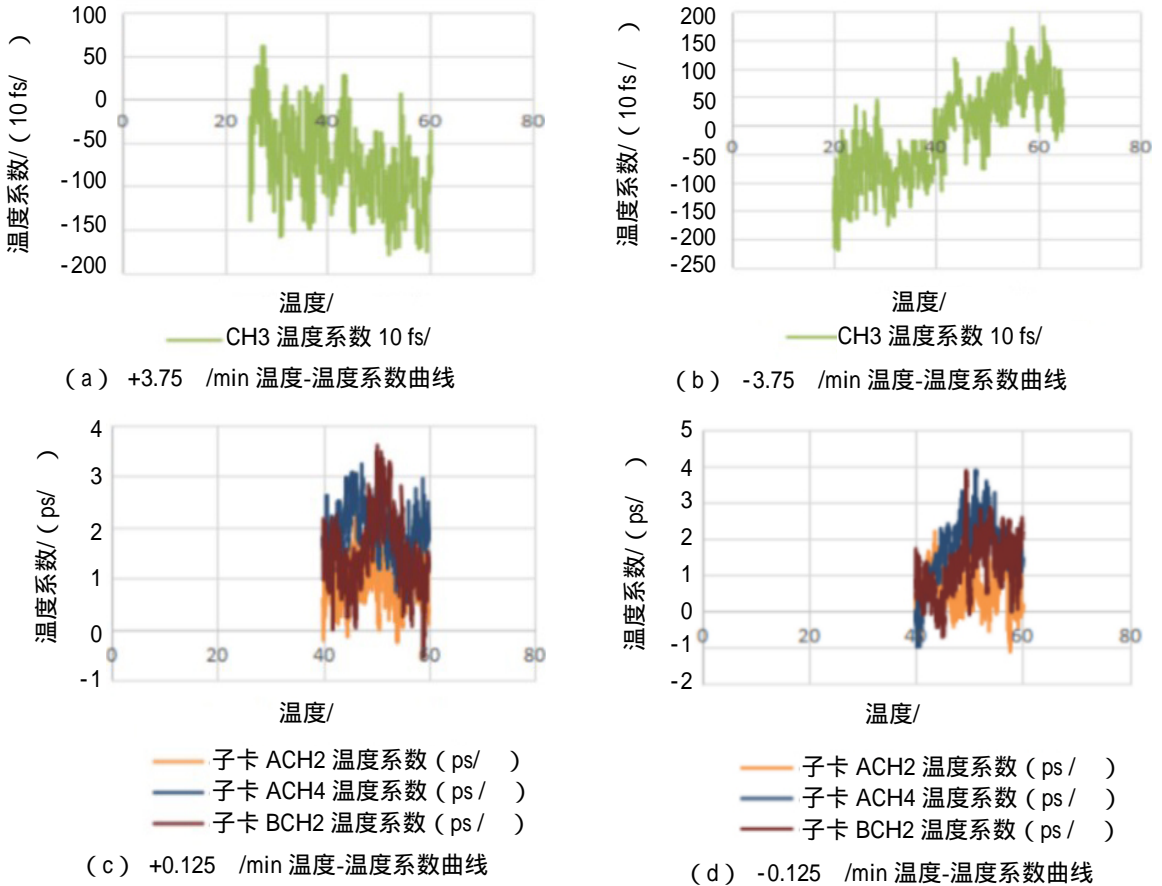 100
50
0
-50
-100
-150
-200
0 20 40 60 80
温度系数/（10 fs/ ）
温度/
CH3 温度系数 10 fs/
（a） +3.75 /min 温度-温度系数曲线
200
150
100
50
0
-50
-100
-150
-200
-250
0 20 40 60 80
温度系数/（10 fs / ）
温度/
CH3 温度系数 10 fs/
（b） -3.75 /min 温度-温度系数曲线
4
3
2
1
0
-1
0 20 40 60 80
温度系数/（ps/ ）
温度/
子卡 ACH2 温度系数（ps/ ）
子卡 ACH4 温度系数（ps / ）
子卡 BCH2 温度系数（ps / ）
（c） +0.125 /min 温度-温度系数曲线
5
4
3
2
1
0
-1
-2
0 20 40 60 80
温度系数/（ps/ ）
温度/
子卡 ACH2 温度系数（ps / ）
子卡 ACH4 温度系数（ps / ）
子卡 BCH2 温度系数（ps / ）
（d） -0.125 /min 温度-温度系数曲线